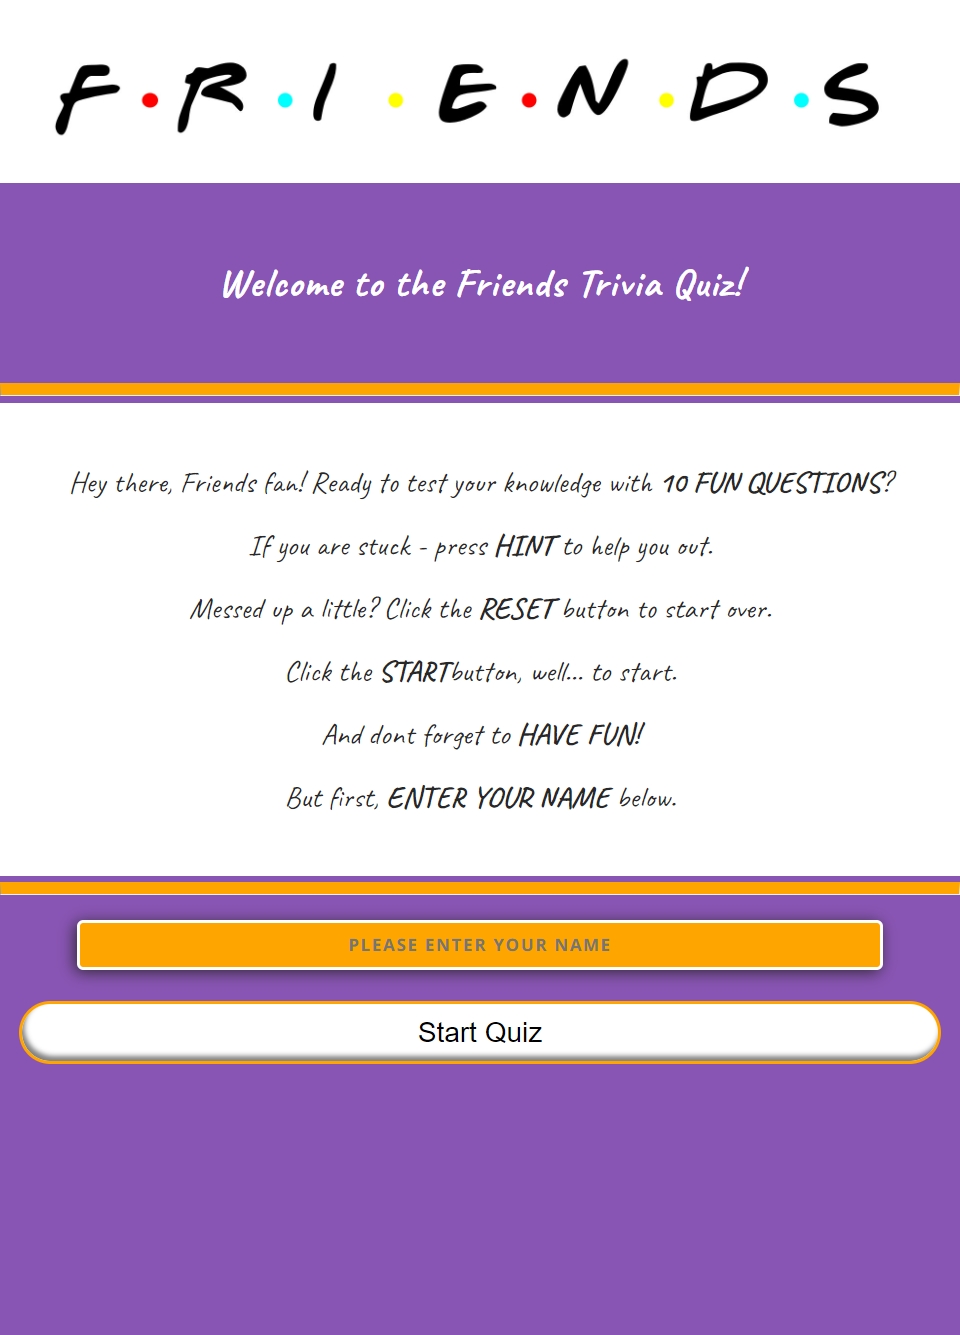 F·R·I·E·N·D·S
Welcome to the Friends Trivia Quiz!
Hey there, Friends fan! Ready to test your knowledge with 10 FUN QUESTIONS?
If you are stuck - press HINT to help you out.
Messed up a little? Click the RESET button to start over.
Click the STARTbutton, well... to start.
And dont forget to HAVE FUN!
But first, ENTER YOUR NAME below.
PLEASE ENTER YOUR NAME
Start Quiz